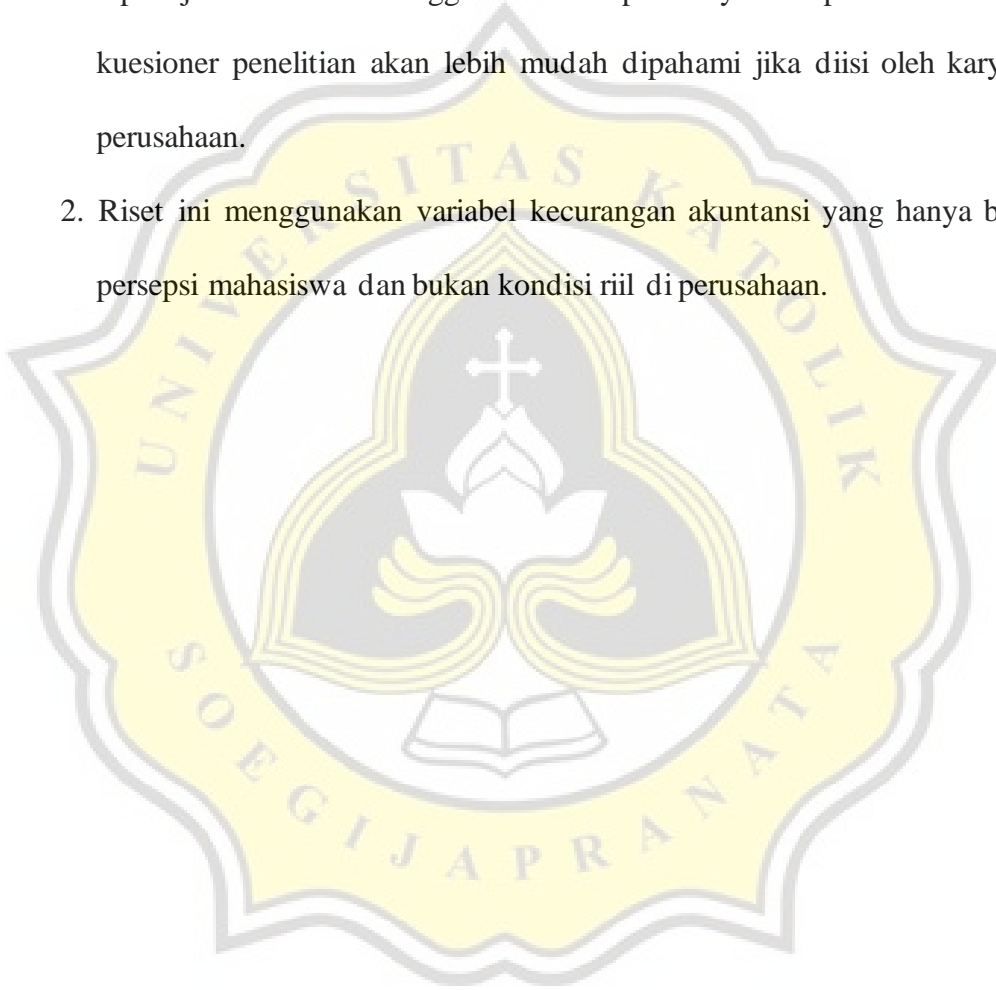 kuesioner penelitian akan lebih mudah dipahami jika diisi oleh
perusahaan.
2. Riset ini menggunakan variabel kecurangan akuntansi yang hanya
persepsi mahasiswa dan bukan kondisi riil di perusahaan.
UNIVERSITAS KATOLIK
SOEGIJAPRANATA